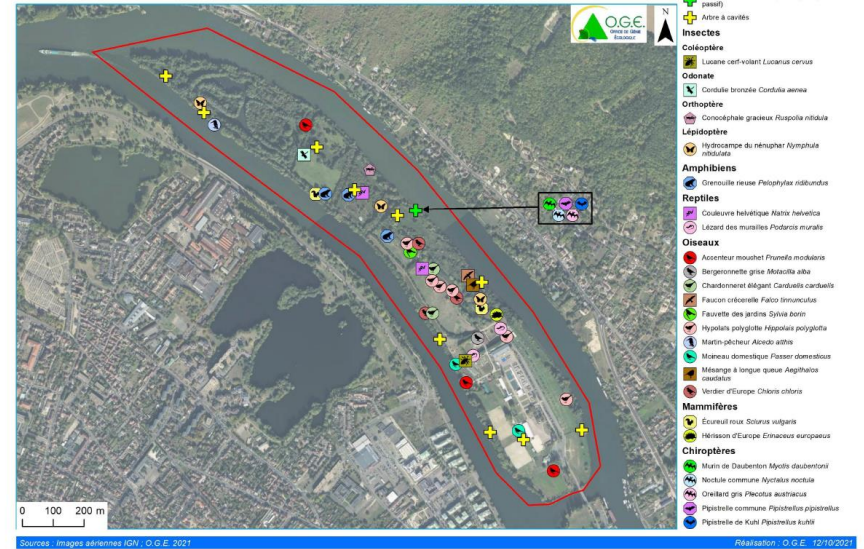 O.G.E.
OFFICE DE GÉNIE
ÉCOLOGIQUE
N
passif)
Arbre à cavités
Insectes
Coléoptère
Lucane cerf-volant Lucanus cervus
Odonate
Cordulie bronzée Cordulia aenea
Orthoptère
Conocéphale gracieux Ruspolia nitidula
Lépidoptère
Hydrocampe du nénuphar Nymphula
nitidulata
Amphibiens
Grenouille rieuse Pelophylax ridibundus
Reptiles
Couleuvre helvétique Natrix helvetica
Lézard des murailles Podarcis muralis
Oiseaux
Accenteur mouchet Prunella modularis
Bergeronnette grise Motacilla alba
Chardonneret élégant Carduelis carduelis
Faucon crécerelle Falco tinnunculus
Fauvette des jardins Sylvia borin
Hypolaïs polyglotte Hippolais polyglotta
Martin-pêcheur Alcedo atthis
Moineau domestique Passer domesticus
Mésange à longue queue Aegithalos
caudatus
Verdier d'Europe Chloris chloris
Mammifères
Écureuil roux Sciurus vulgaris
Hérisson d'Europe Erinaceus europaeus
Chiroptères
Murin de Daubenton Myotis daubentonii
Noctule commune Nyctalus noctula
Oreillard gris Plecotus austriacus
Pipistrelle commune Pipistrellus pipistrellus
Pipistrelle de Kuhl Pipistrellus kuhlii
0 100 200 m
Sources : Images aériennes IGN ; O.G.E. 2021
Réalisation : O.G.E. 12/10/2021